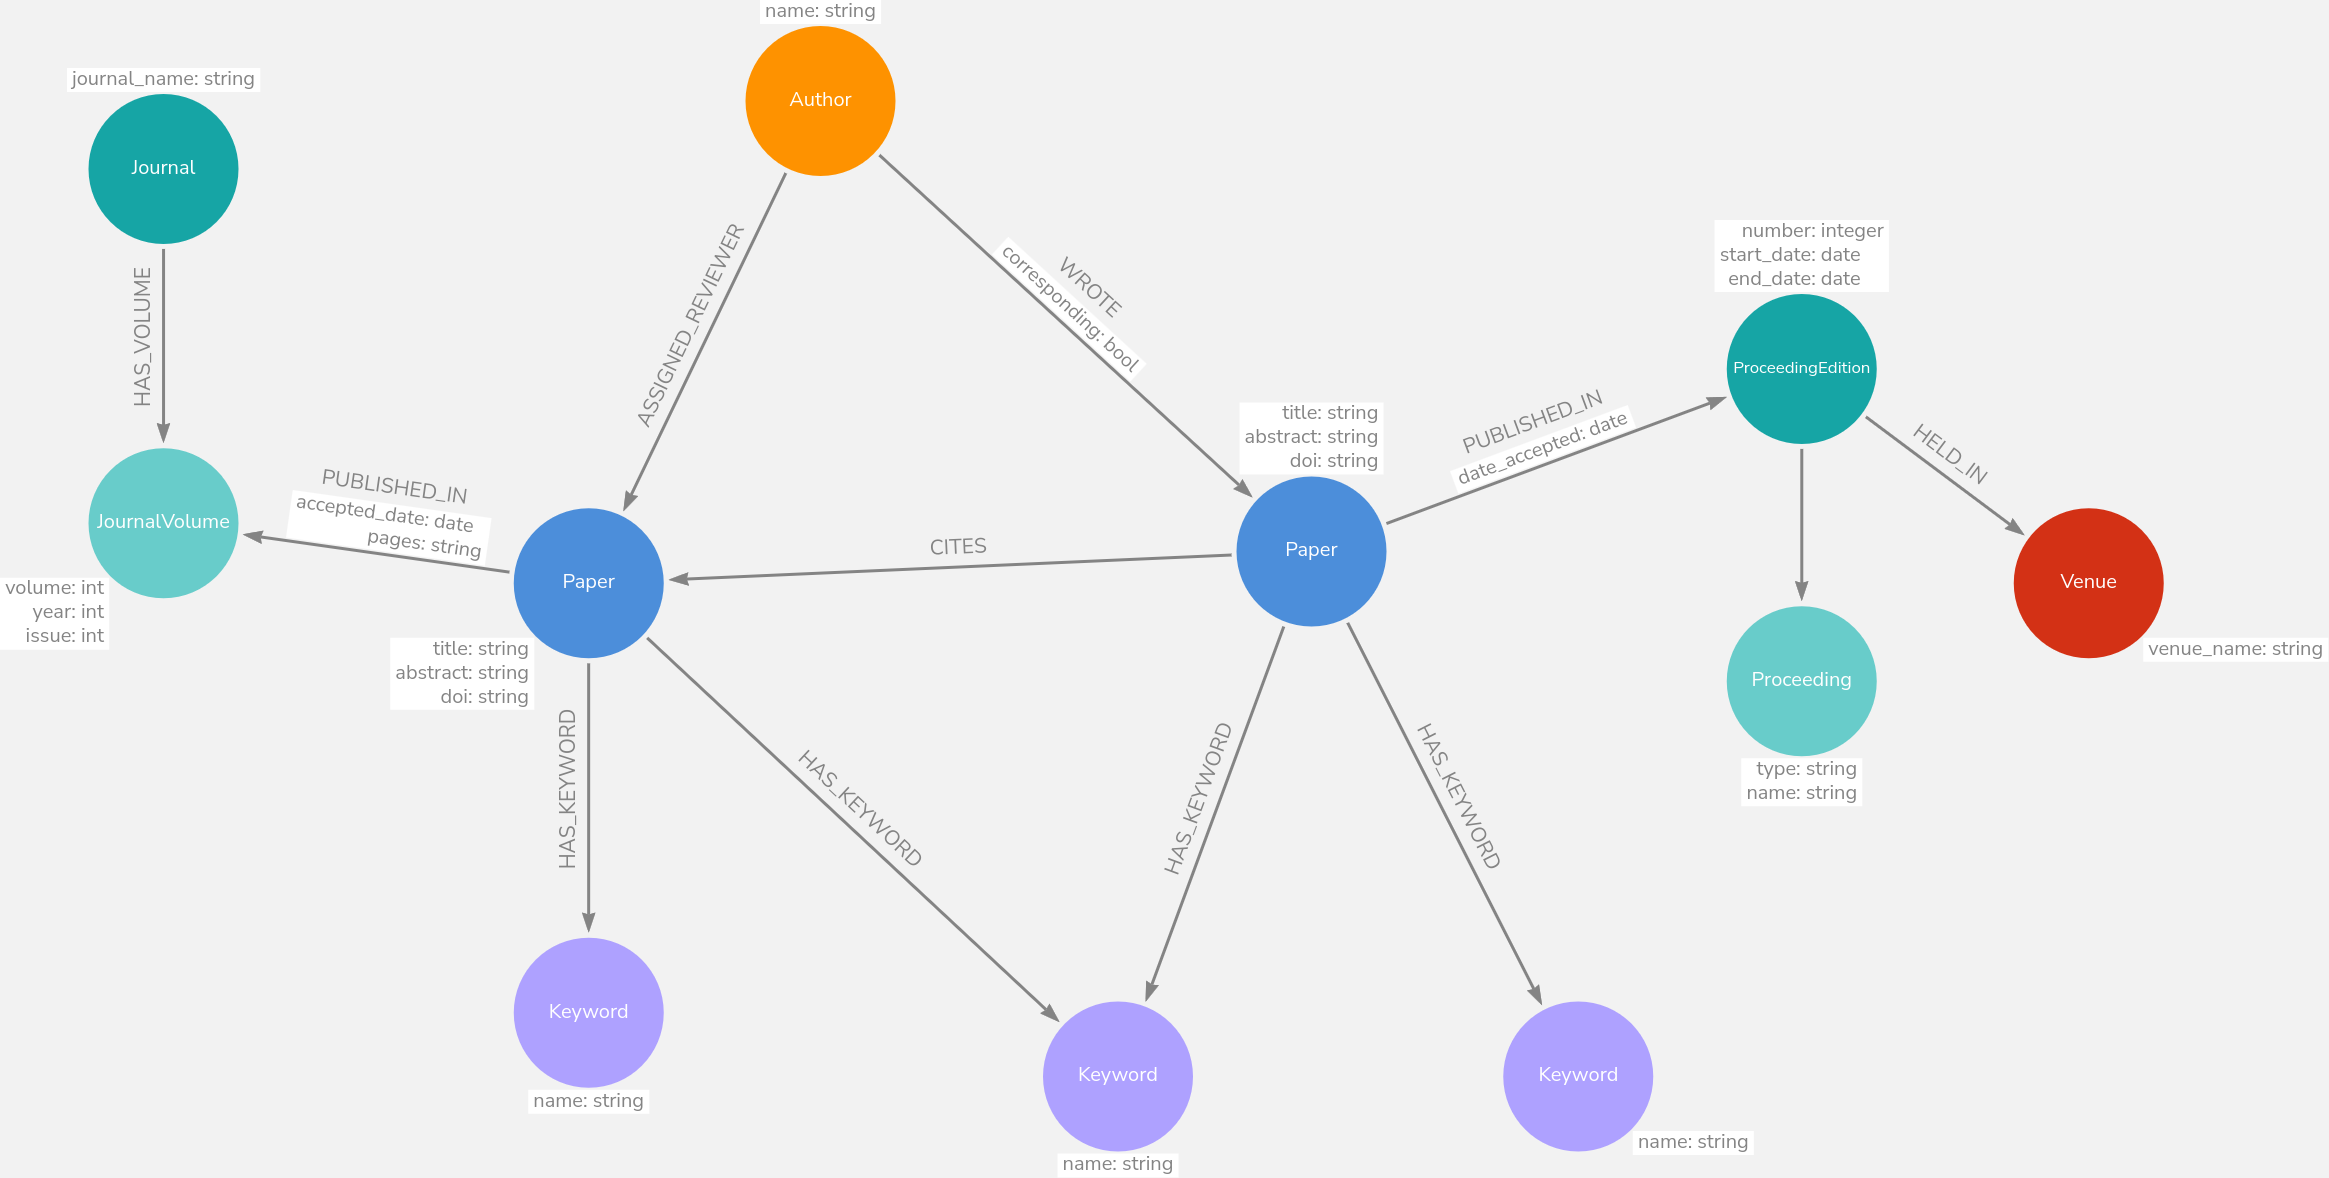 name: string
Author
journal_name: string
Journal
HAS_VOLUME
ASSIGNED_REVIEWER
WROTE
corresponding: bool
number: integer
start_date: date
end_date: date
ProceedingEdition
HELD_IN
title: string
abstract: string
doi: string
PUBLISHED_IN
date_accepted: date
PUBLISHED_IN
accepted_date: date
pages: string
JournalVolume
volume: int
year: int
issue: int
Paper
CITES
Paper
Venue
venue_name: string
title: string
abstract: string
doi: string
Proceeding
type: string
name: string
HAS_KEYWORD
HAS_KEYWORD
HAS_KEYWORD
HAS_KEYWORD
Keyword
name: string
Keyword
name: string
Keyword
name: string